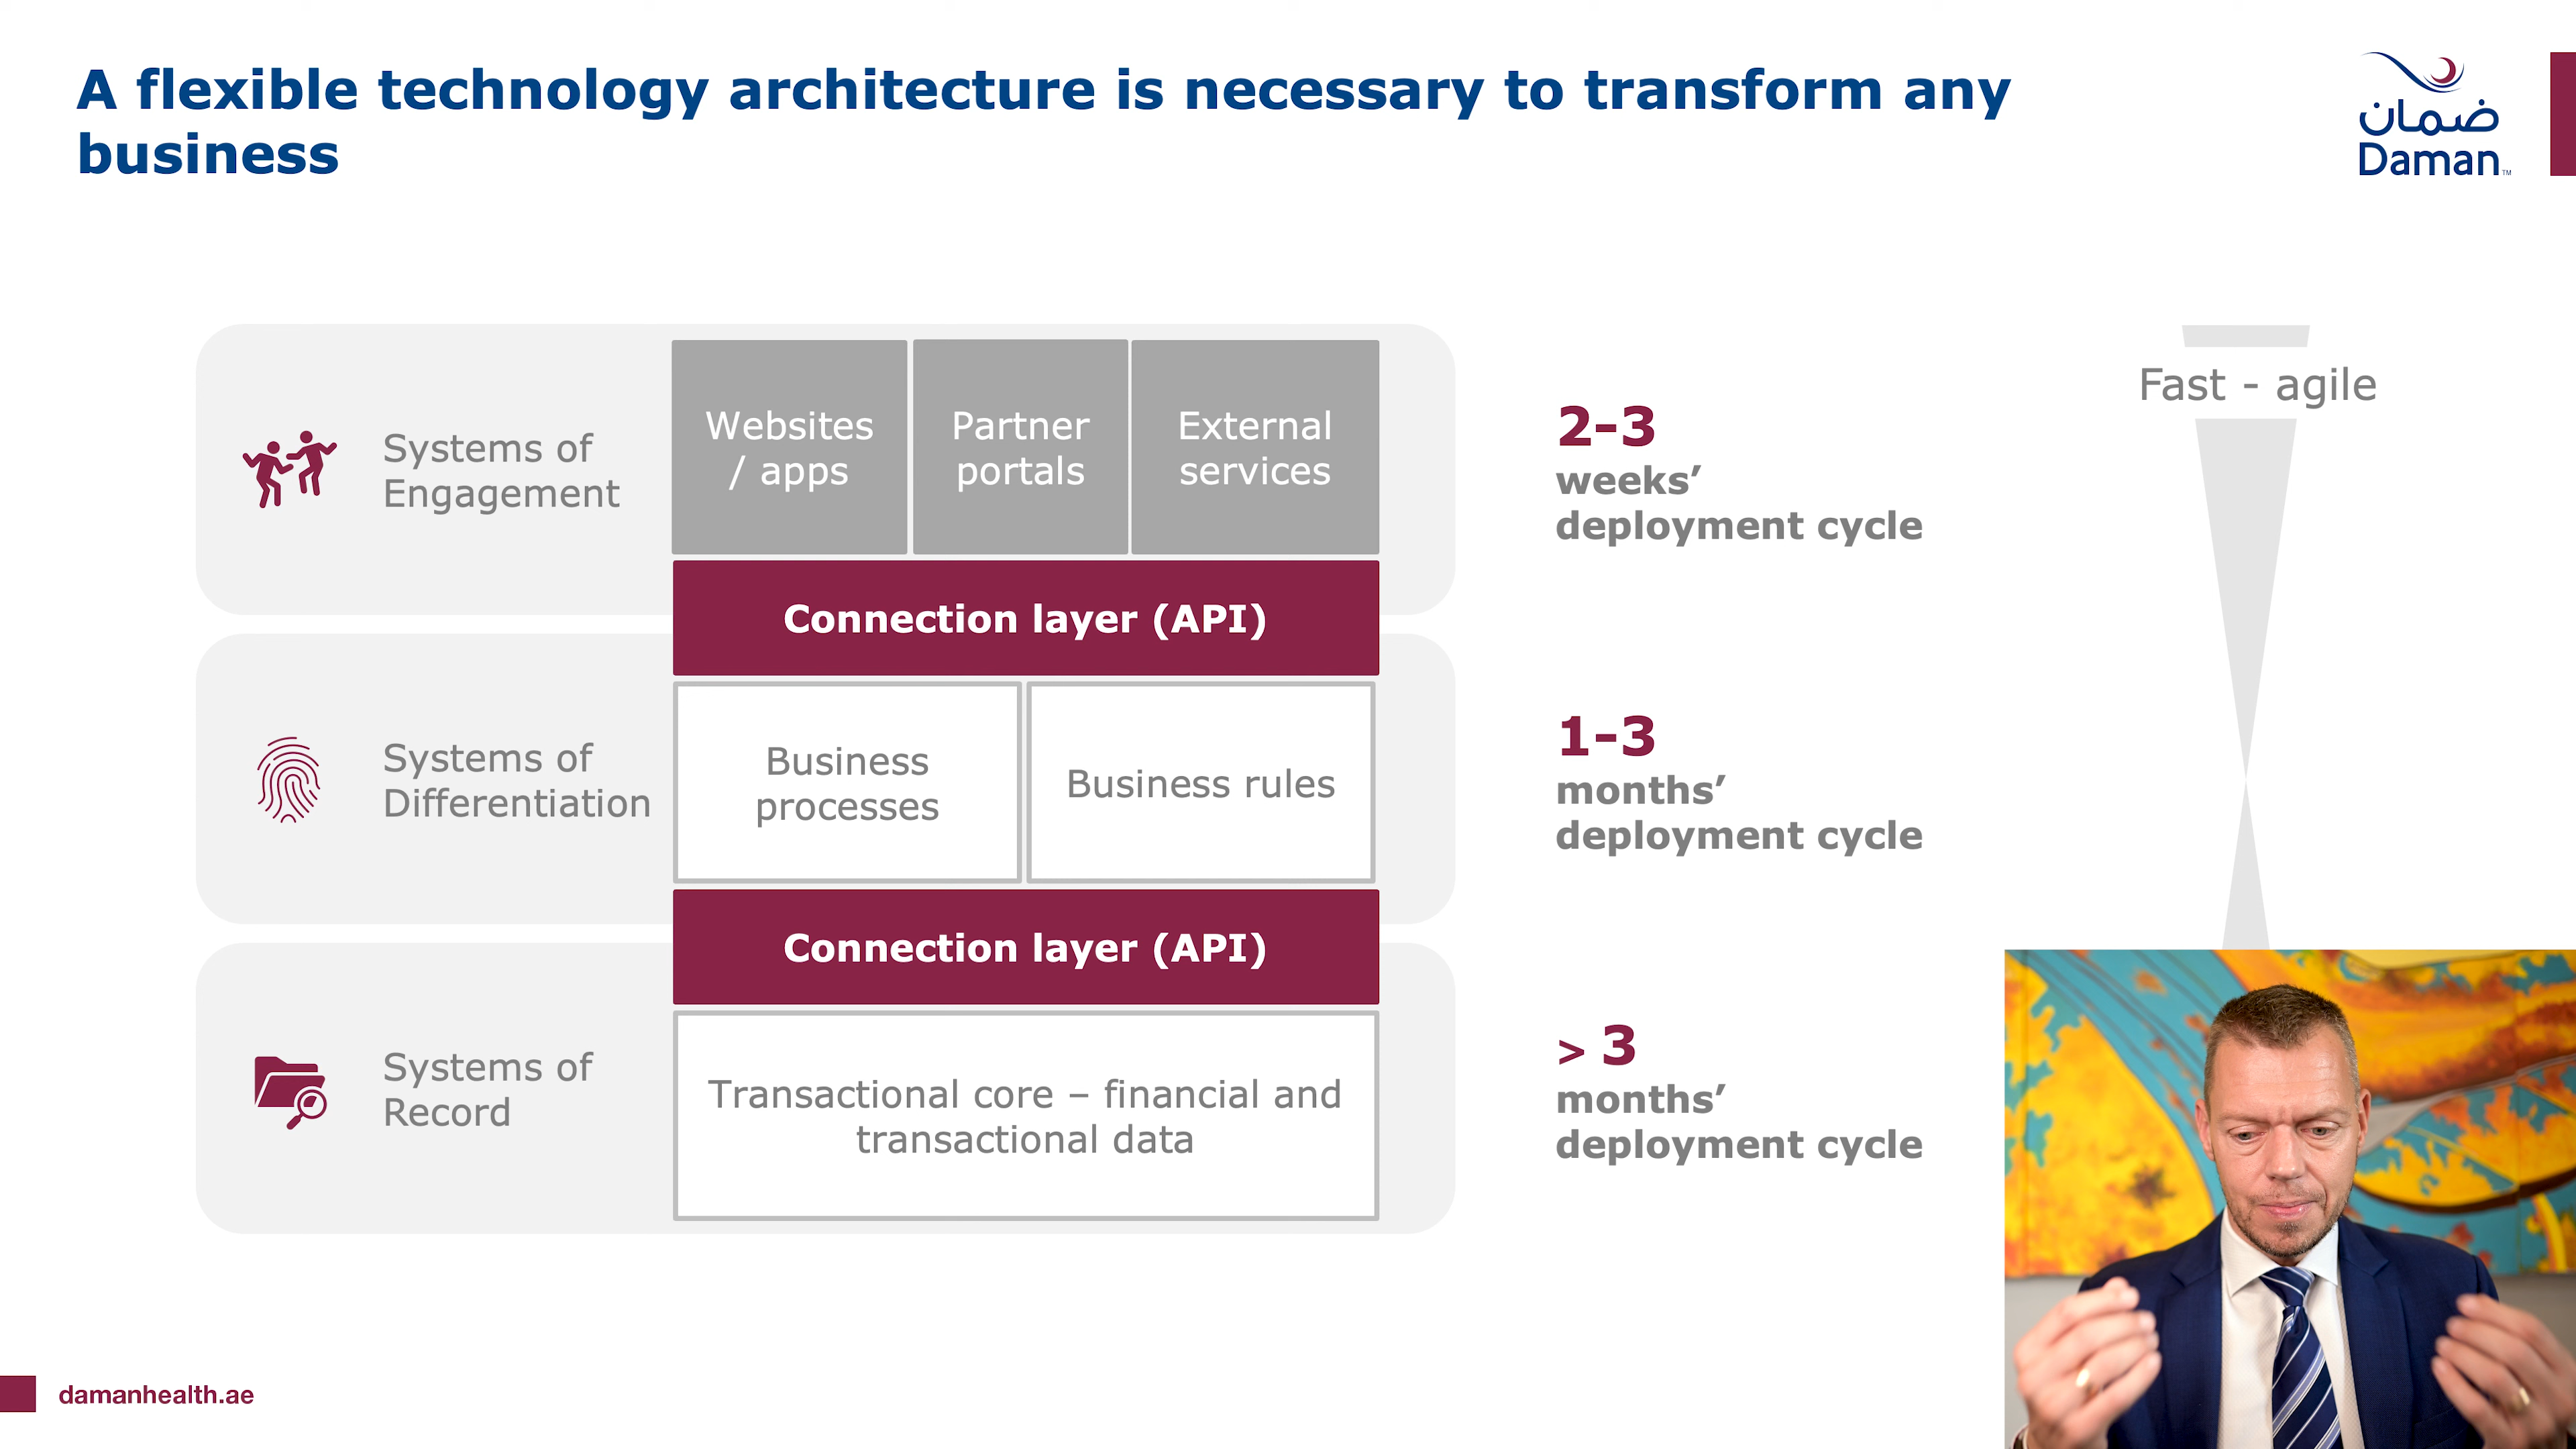 A flexible technology architecture is necessary to transform any
business
ضمان
Daman™
Systems of
Engagement
Websites
/ apps
Partner
portals
External
services
2-3
weeks’
deployment cycle
Fast - agile
Connection layer (API)
Systems of
Differentiation
Business
processes
Business rules
1-3
months’
deployment cycle
Connection layer (API)
Systems of
Record
Transactional core – financial and
transactional data
> 3
months’
deployment cycle
damanhealth.ae